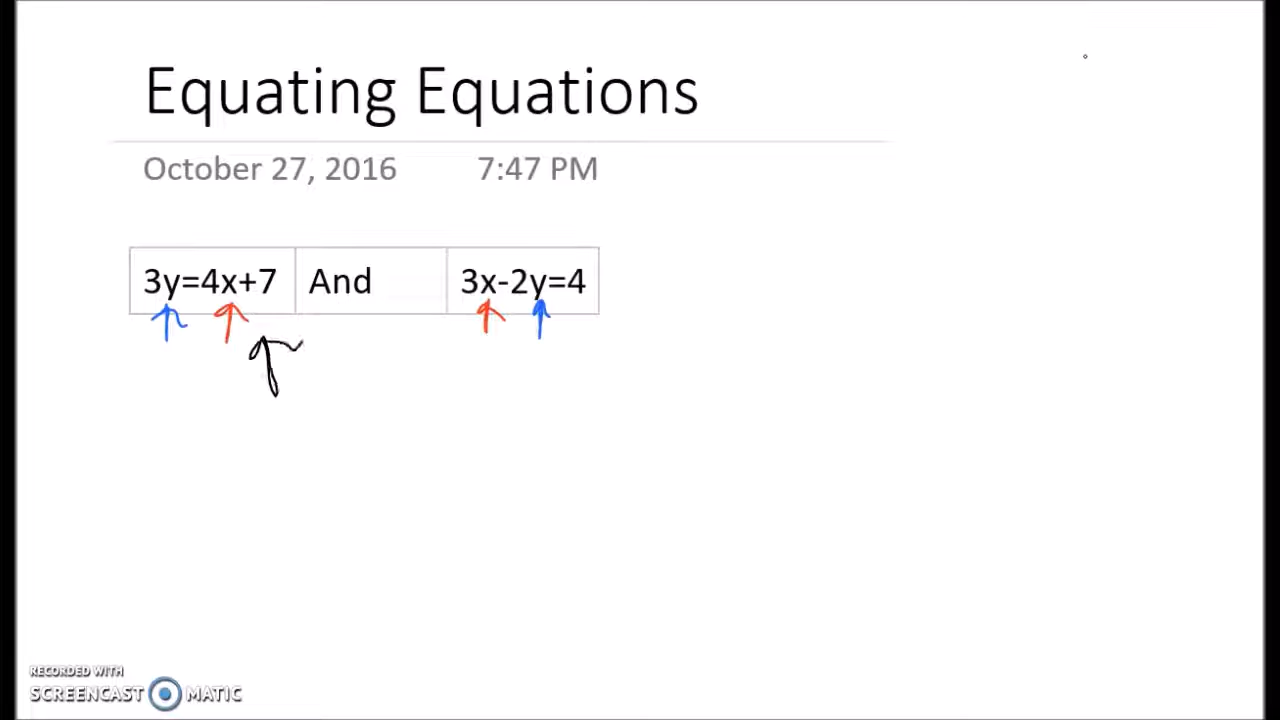 Equating Equations
October 27, 2016 7:47 PM
3y=4x+7 And 3x-2y=4
RECORDED WITH
SCREENCAST MATIC